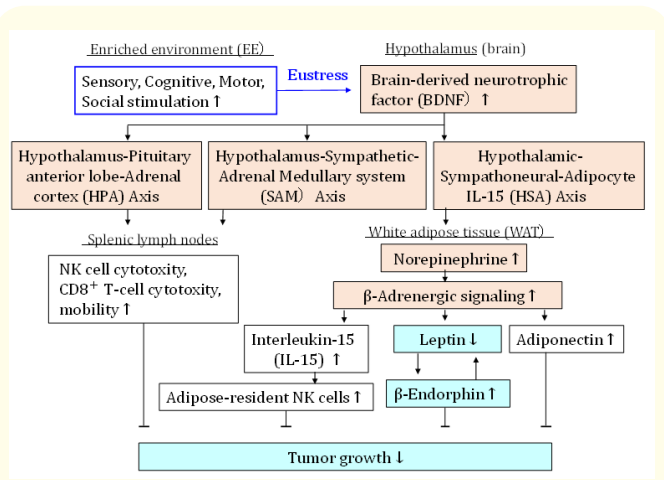 Enriched environment (EE)
Hypothalamus (brain)
Sensory, Cognitive, Motor,
Social stimulation ↑
Eustress
Brain-derived neurotrophic
factor (BDNF) ↑
Hypothalamus-Pituitary
anterior lobe-Adrenal
cortex (HPA) Axis
Hypothalamus-Sympathetic-
Adrenal Medullary system
(SAM) Axis
Hypothalamic-
Sympathoneural-Adipocyte
IL-15 (HSA) Axis
Splenic lymph nodes
White adipose tissue (WAT)
NK cell cytotoxity,
CD8⁺ T-cell cytotoxity,
mobility ↑
Norepinephrine ↑
β-Adrenergic signaling ↑
Interleukin-15
(IL-15) ↑
Leptin ↓
Adiponectin ↑
Adipose-resident NK cells ↑
β-Endorphin ↑
Tumor growth ↓